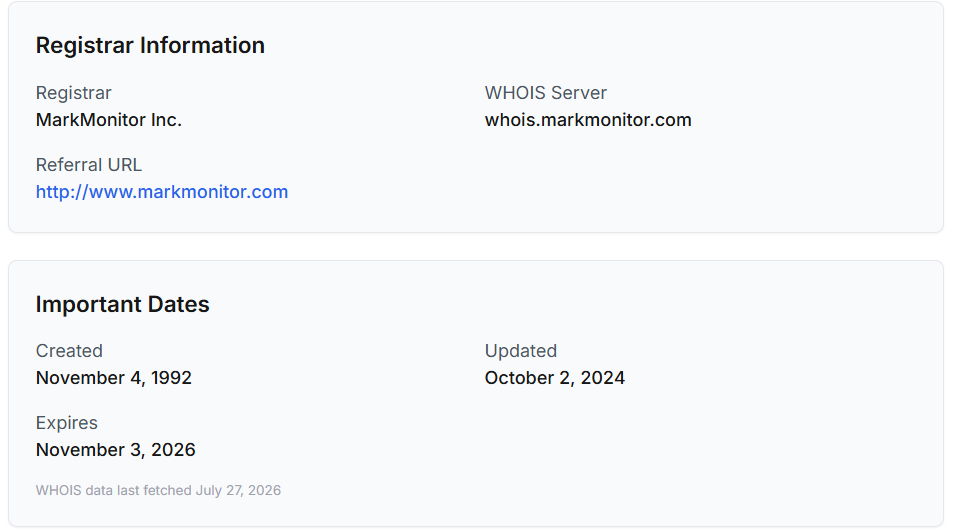 Registrar Information
Registrar
WHOIS Server
MarkMonitor Inc.
whois.markmonitor.com
Referral URL
http://www.markmonitor.com
Important Dates
Created
Updated
November 4, 1992
October 2, 2024
Expires
November 3, 2026
WHOIS data last fetched July 27, 2026